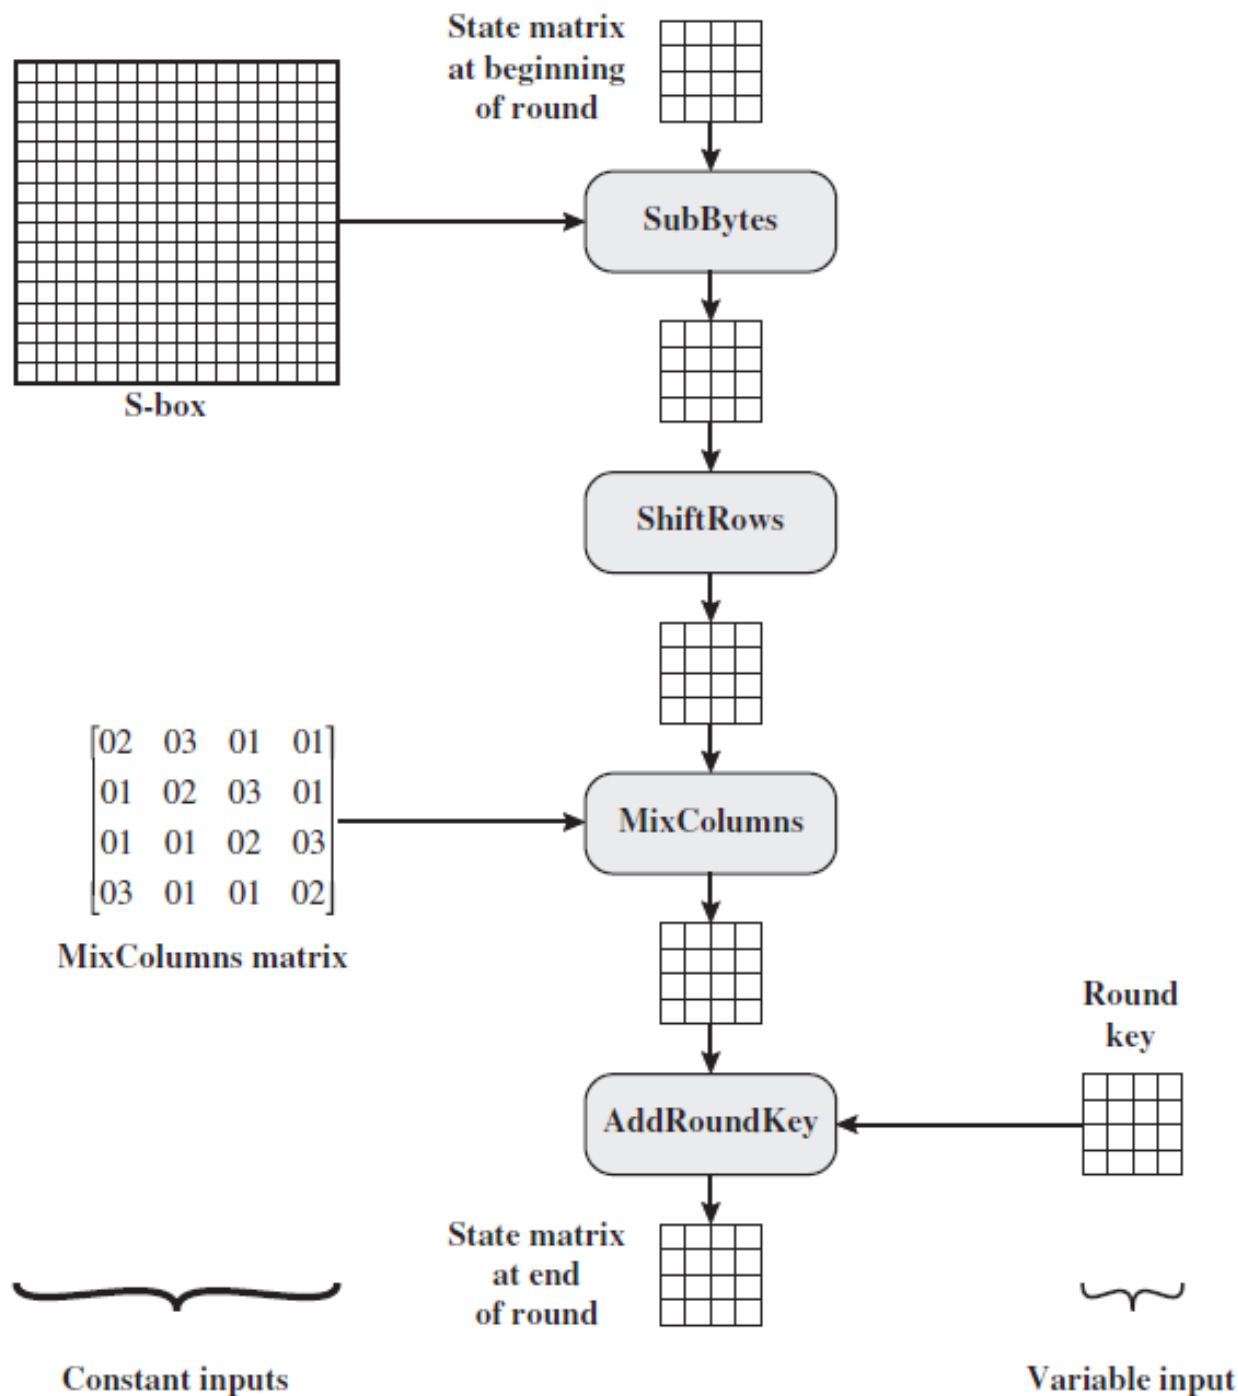 State matrix
at beginning
of round
SubBytes
S-box
ShiftRows
02 03 01 01
01 02 03 01
01 01 02 03
03 01 01 02
MixColumns
MixColumns matrix
Round
key
AddRoundKey
State matrix
at end
of round
Constant inputs
Variable input